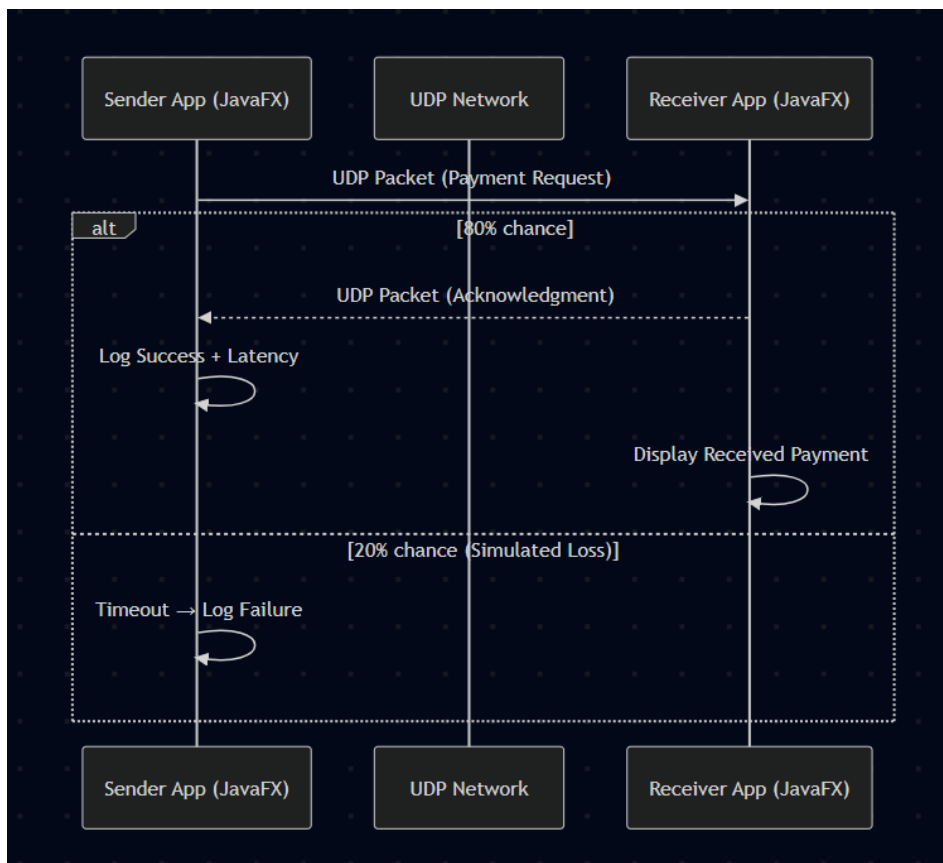 Sender App (JavaFX)
UDP Network
Receiver App (JavaFX)
UDP Packet (Payment Request)
alt
[80% chance]
UDP Packet (Acknowledgment)
Log Success + Latency
Display Received Payment
[20% chance (Simulated Loss)]
Timeout → Log Failure
Sender App (JavaFX)
UDP Network
Receiver App (JavaFX)